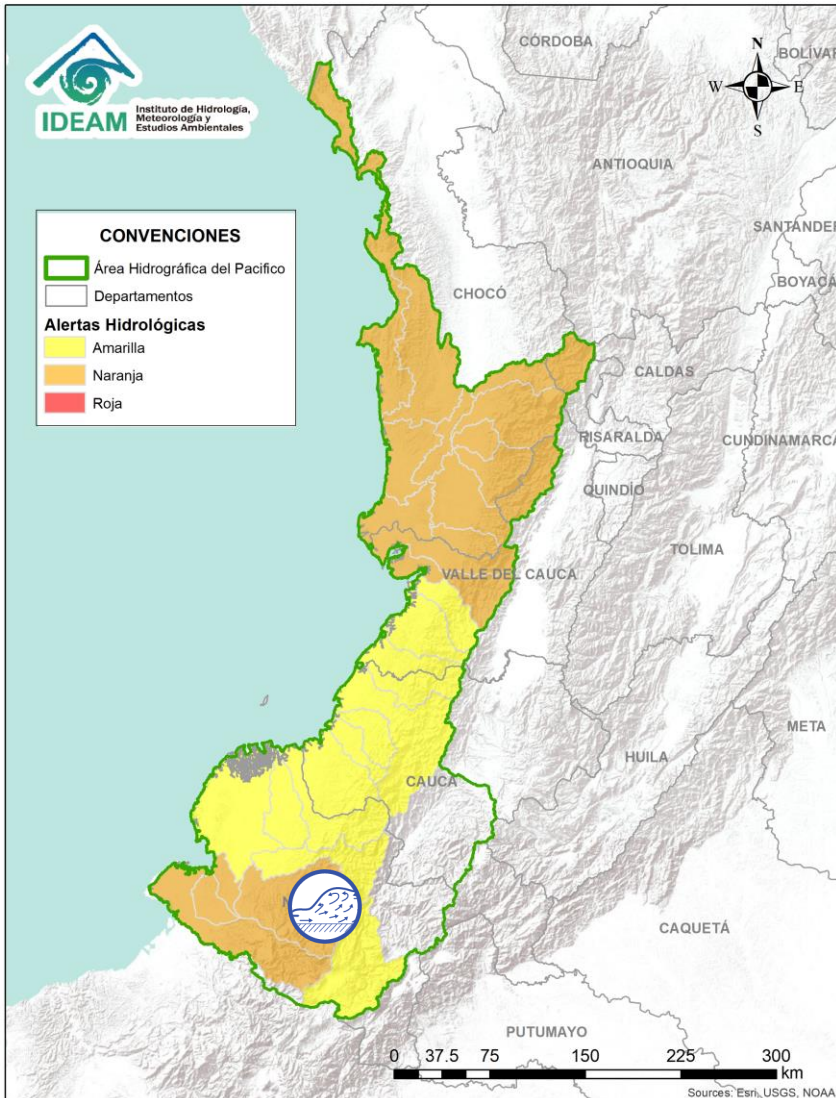 IDEAM
Instituto de Hidrología,
Meteorología y
Estudios Ambientales
CÓRDOBA
BOLÍVAR
N
W
E
S
ANTIOQUIA
SANTANDER
BOYACÁ
CONVENCIONES
Área Hidrográfica del Pacifico
Departamentos
Alertas Hidrológicas
Amarilla
Naranja
Roja
CHOCÓ
CALDAS
RISARALDA
CUNDINAMARCA
QUINDÍO
TOLIMA
VALLE DEL CAUCA
META
HUILA
CAUCA
CAQUETÁ
PUTUMAYO
0 37.5 75 150 225 300
km
Sources: Esri, USGS, NOAA